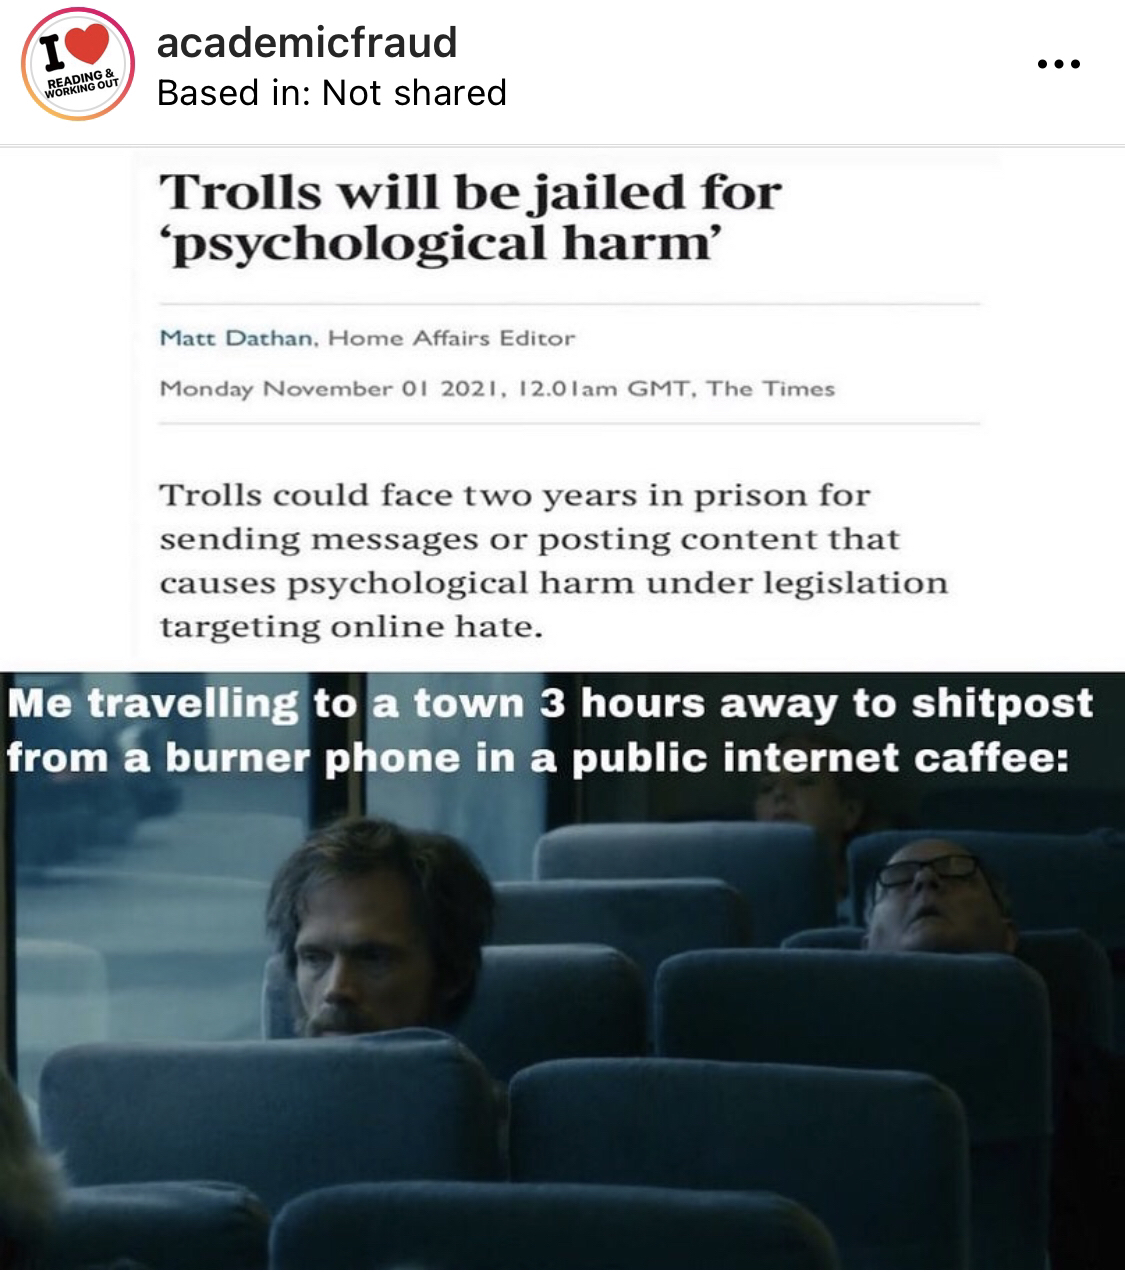 I
READING &
WORKING OUT
academicfraud
Based in: Not shared
Trolls will be jailed for
‘psychological harm’
Matt Dathan, Home Affairs Editor
Monday November 01 2021, 12.01am GMT, The Times
Trolls could face two years in prison for
sending messages or posting content that
causes psychological harm under legislation
targeting online hate.
Me travelling to a town 3 hours away to shitpost
from a burner phone in a public internet caffee: